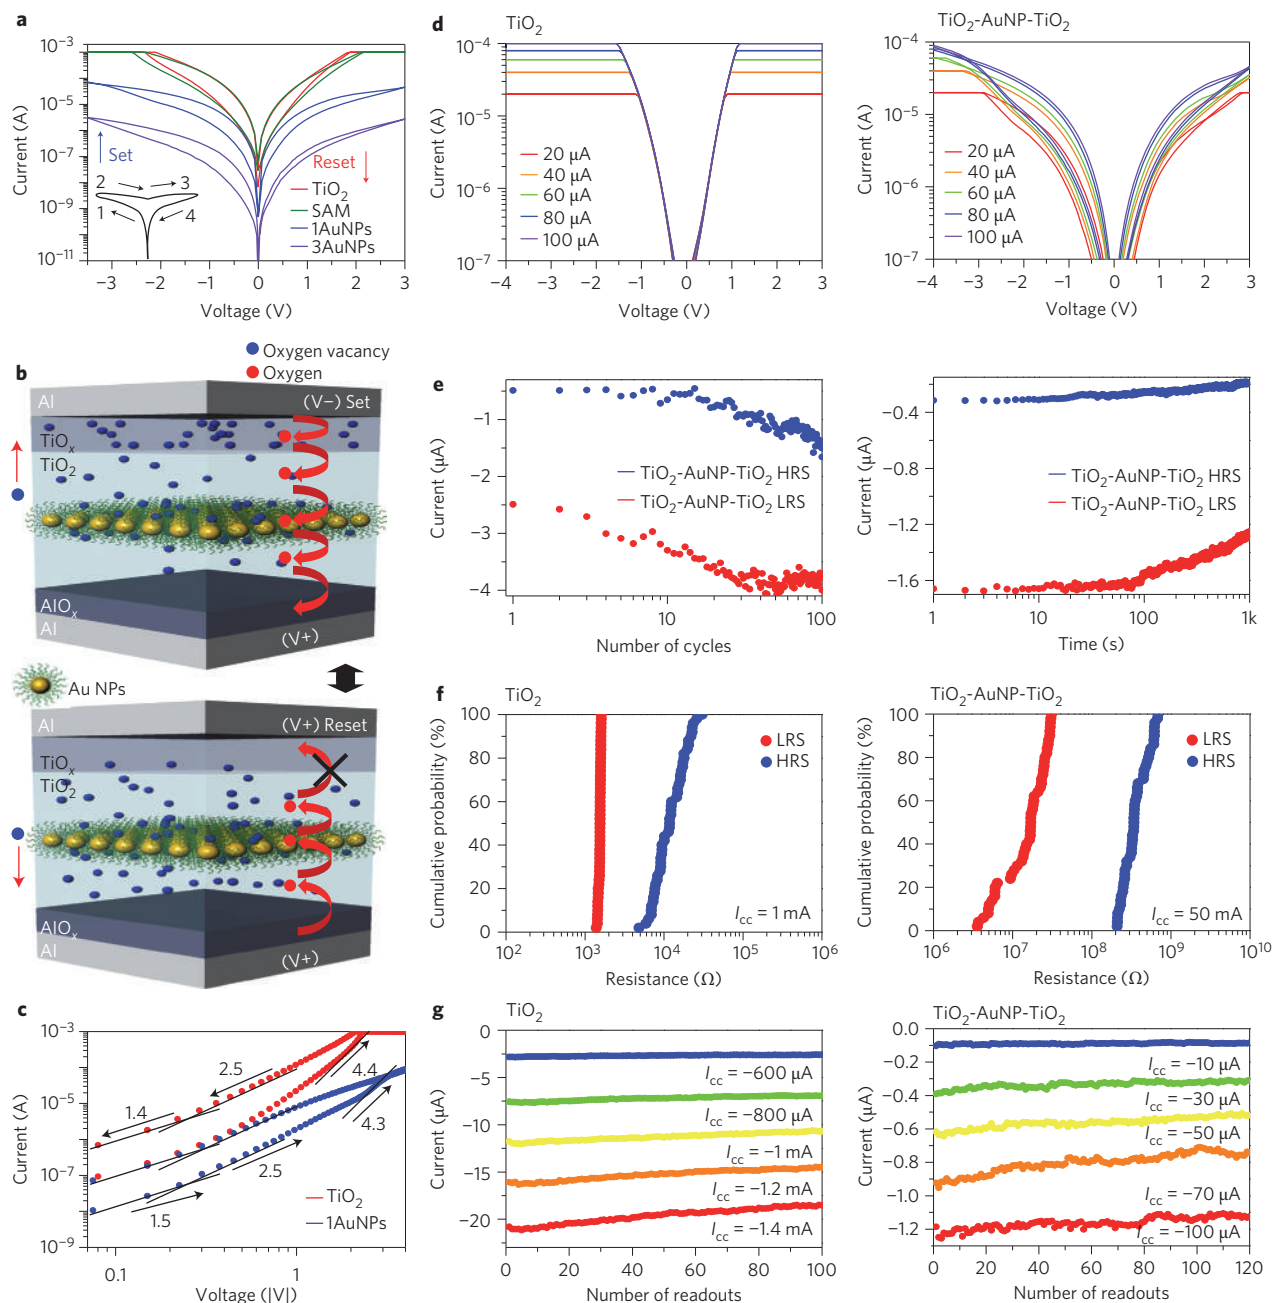 a
10⁻³
10⁻⁵
10⁻⁷
10⁻⁹
10⁻¹¹
Current (A)
Set
Reset
2
3
1
4
TiO₂
SAM
1AuNPs
3AuNPs
−3
−2
−1
0
1
2
3
Voltage (V)
d
TiO₂
10⁻⁴
10⁻⁵
10⁻⁶
10⁻⁷
Current (A)
20 μA
40 μA
60 μA
80 μA
100 μA
−4
−3
−2
−1
0
1
2
3
Voltage (V)
TiO₂-AuNP-TiO₂
10⁻⁴
10⁻⁵
10⁻⁶
10⁻⁷
Current (A)
20 μA
40 μA
60 μA
80 μA
100 μA
−4
−3
−2
−1
0
1
2
3
Voltage (V)
b
Oxygen vacancy
Oxygen
Al
(V−) Set
TiOₓ
TiO₂
AlOₓ
Al
(V+)
Au NPs
Al
(V+) Reset
TiOₓ
TiO₂
AlOₓ
Al
(V+)
e
−1
−2
−3
−4
Current (μA)
TiO₂-AuNP-TiO₂ HRS
TiO₂-AuNP-TiO₂ LRS
1
10
100
Number of cycles
−0.4
−0.8
−1.2
−1.6
Current (μA)
TiO₂-AuNP-TiO₂ HRS
TiO₂-AuNP-TiO₂ LRS
1
10
100
1k
Time (s)
f
TiO₂
100
80
60
40
20
0
Cumulative probability (%)
LRS
HRS
I_cc = 1 mA
10²
10³
10⁴
10⁵
10⁶
Resistance (Ω)
TiO₂-AuNP-TiO₂
100
80
60
40
20
0
Cumulative probability (%)
LRS
HRS
I_cc = 50 mA
10⁶
10⁷
10⁸
10⁹
10¹⁰
Resistance (Ω)
c
10⁻³
10⁻⁵
10⁻⁷
10⁻⁹
Current (A)
2.5
1.4
4.4
4.3
2.5
1.5
TiO₂
1AuNPs
0.1
1
Voltage (|V|)
g
TiO₂
0
−5
−10
−15
−20
Current (μA)
I_cc = −600 μA
I_cc = −800 μA
I_cc = −1 mA
I_cc = −1.2 mA
I_cc = −1.4 mA
0
20
40
60
80
100
Number of readouts
TiO₂-AuNP-TiO₂
0.0
−0.2
−0.4
−0.6
−0.8
−1.0
−1.2
Current (μA)
I_cc = −10 μA
I_cc = −30 μA
I_cc = −50 μA
I_cc = −70 μA
I_cc = −100 μA
0
20
40
60
80
100
120
Number of readouts